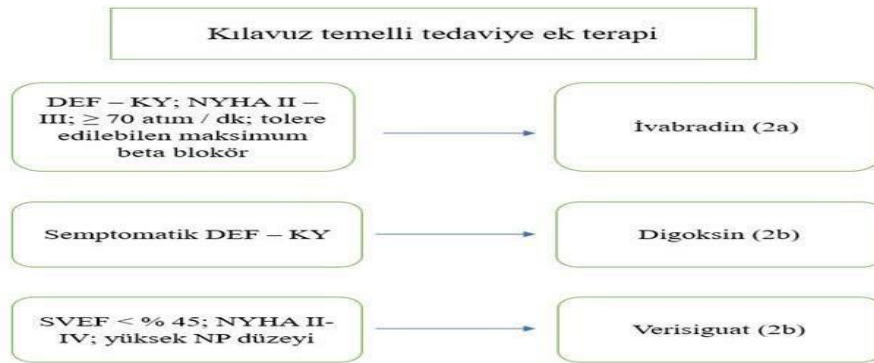 Kılavuz temelli tedaviye ek terapi
DEF – KY; NYHA II –
III; ≥ 70 atım / dk; tolere
edilebilen maksimum
beta blokör
İvabradin (2a)
Semptomatik DEF – KY
Digoksin (2b)
SVEF < % 45; NYHA II-
IV; yüksek NP düzeyi
Verisiguat (2b)